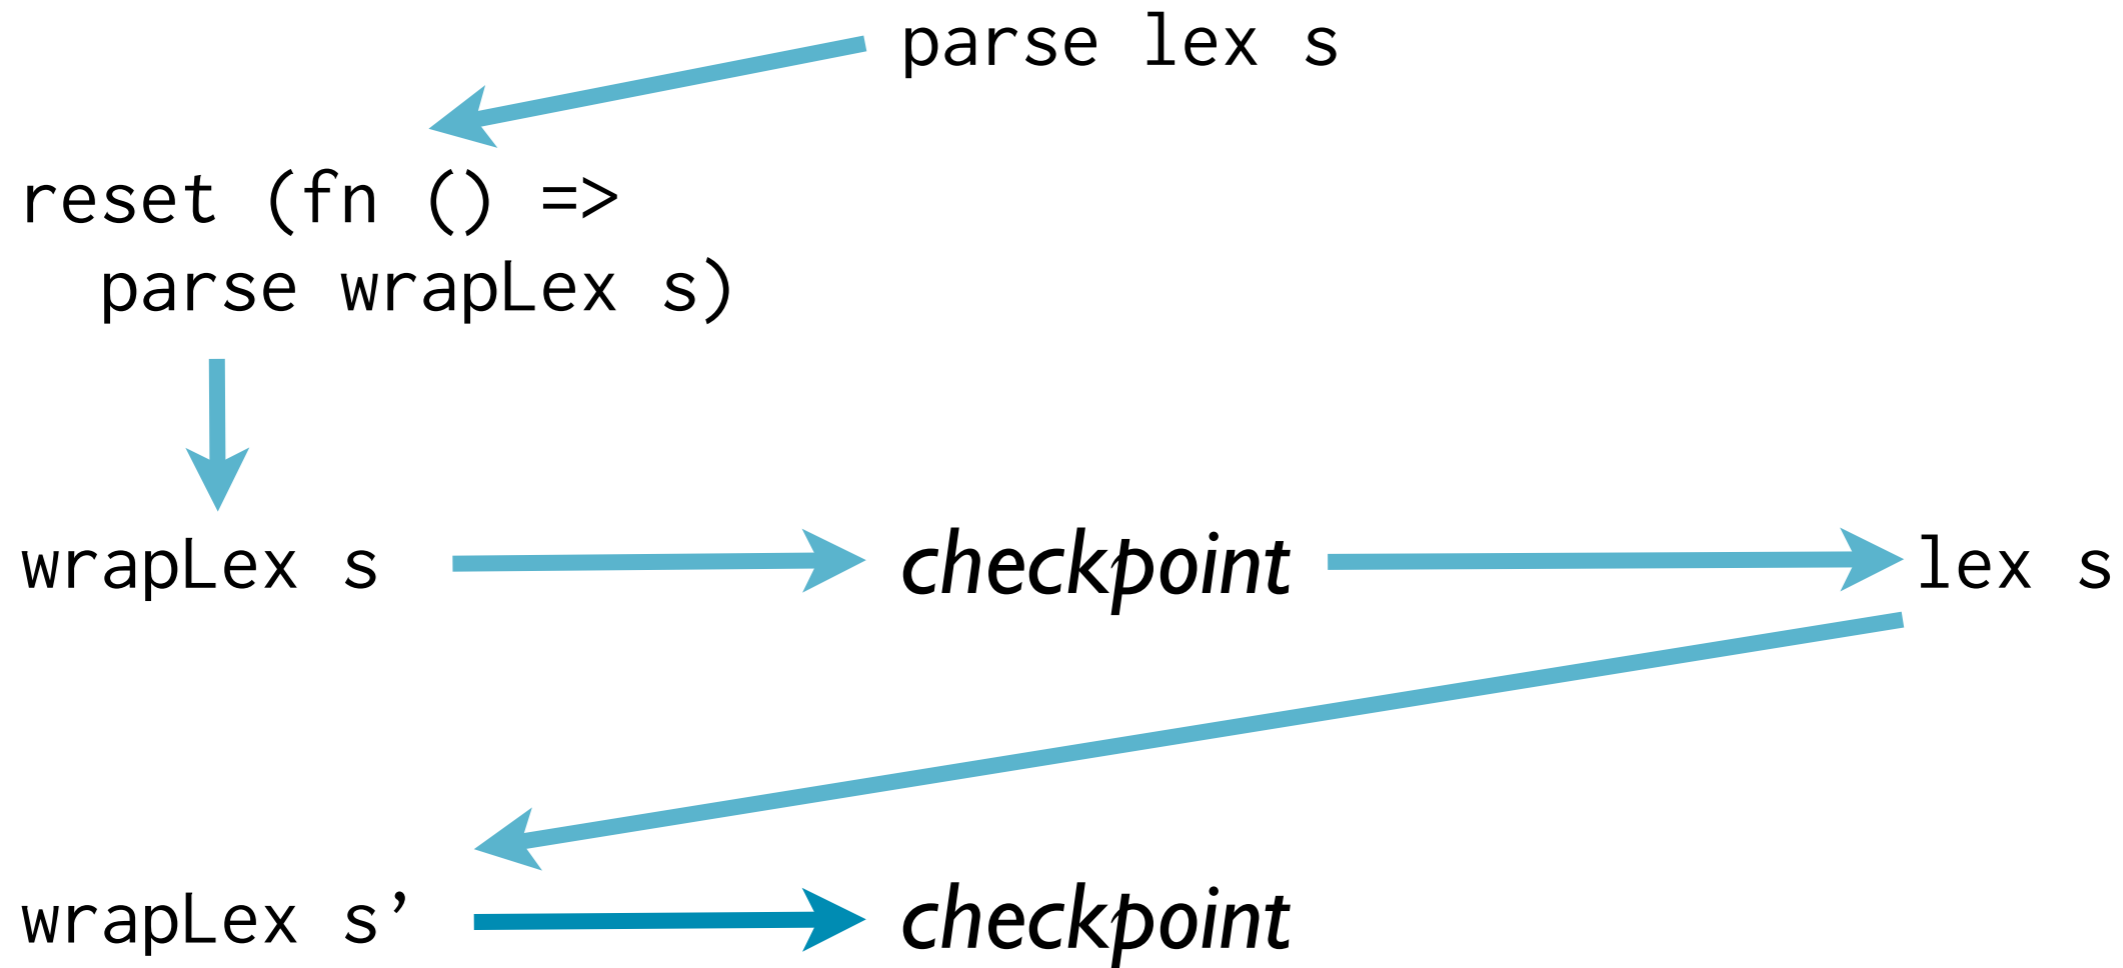 parse lex s
reset (fn () =>
parse wrapLex s)
wrapLex s
checkpoint
lex s
wrapLex s’
checkpoint